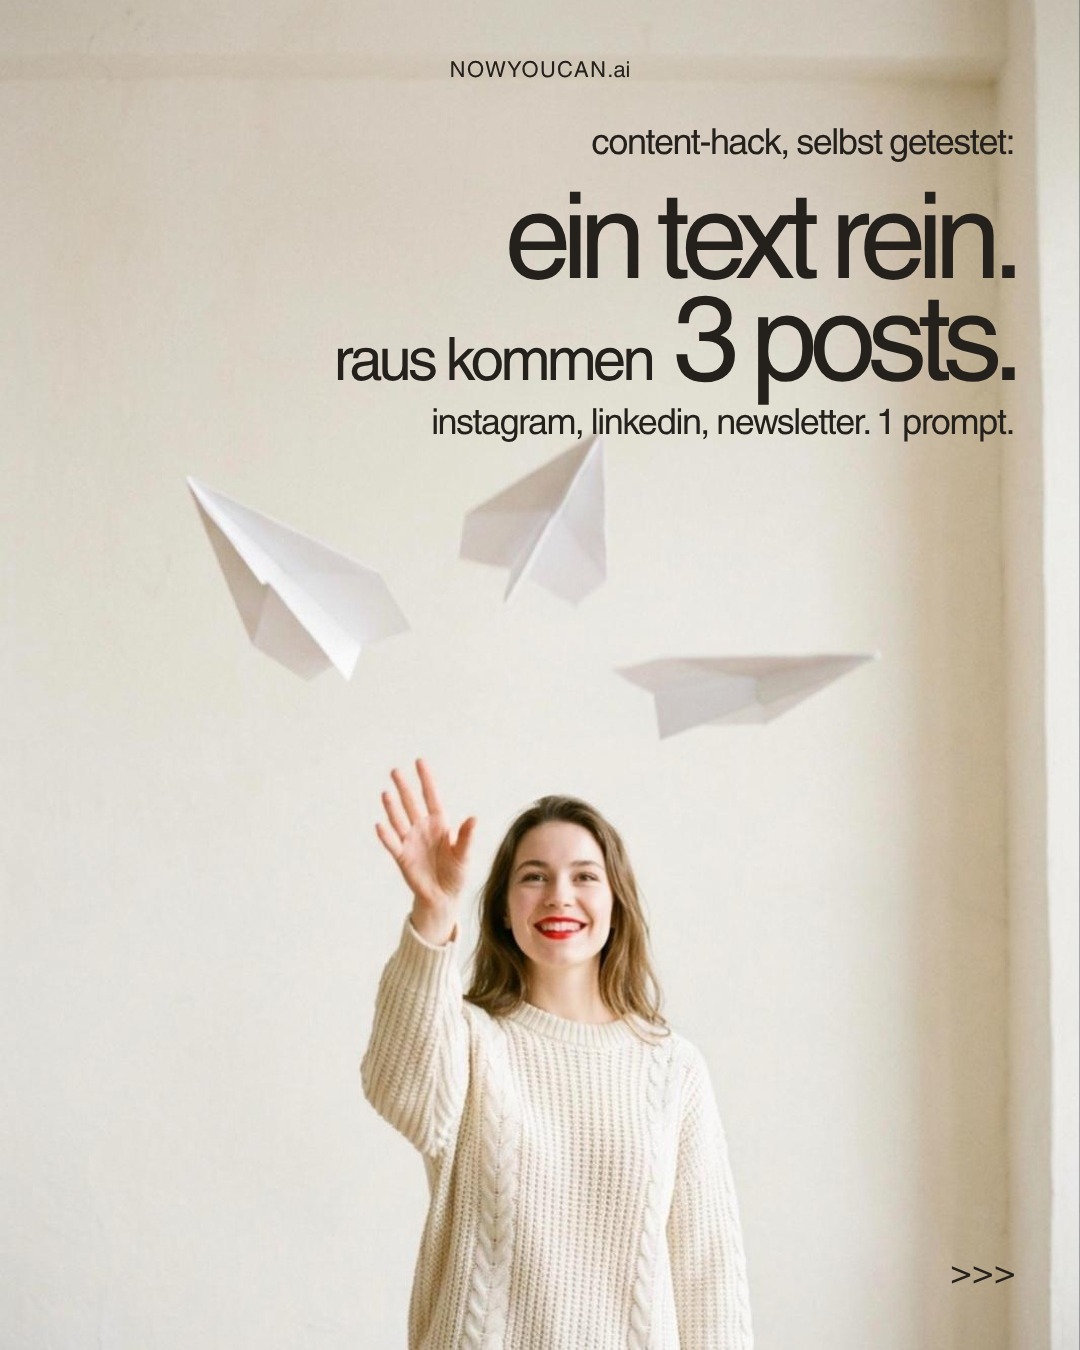 NOWYOUCAN.ai
content-hack, selbst getestet:
ein text rein.
raus kommen 3 posts.
instagram, linkedin, newsletter. 1 prompt.
>>>